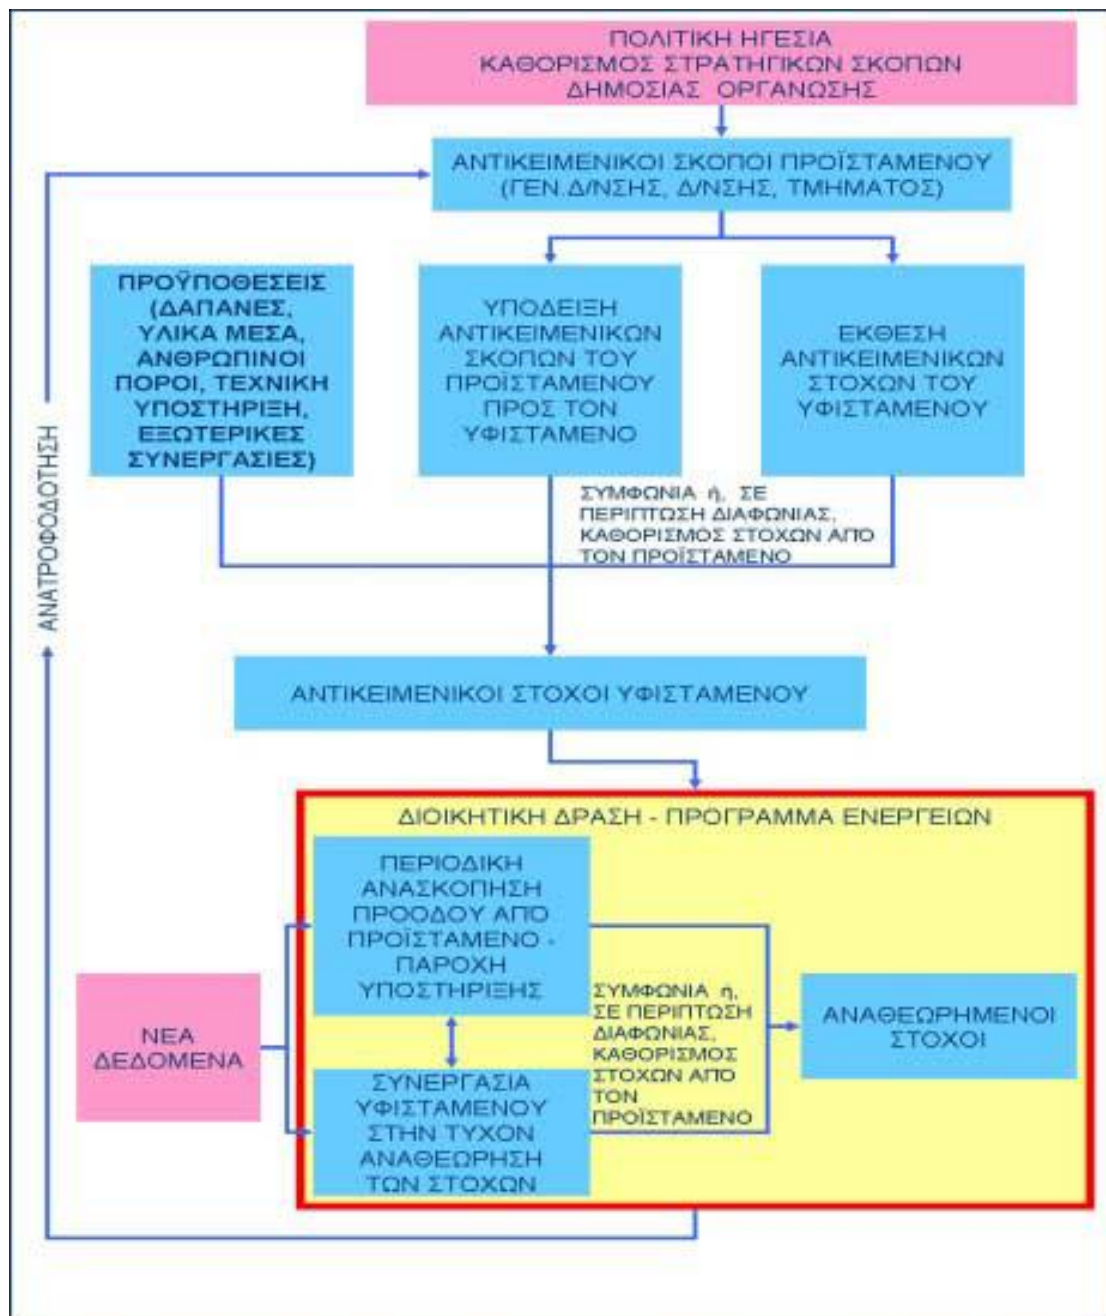 ΠΟΛΙΤΙΚΗ ΗΓΕΣΙΑ
ΚΑΘΟΡΙΣΜΟΣ ΣΤΡΑΤΗΓΙΚΩΝ ΣΚΟΠΩΝ
ΔΗΜΟΣΙΑΣ ΟΡΓΑΝΩΣΗΣ
ΑΝΤΙΚΕΙΜΕΝΙΚΟΙ ΣΚΟΠΟΙ ΠΡΟΪΣΤΑΜΕΝΟΥ
(ΓΕΝ.Δ/ΝΣΗΣ, Δ/ΝΣΗΣ, ΤΜΗΜΑΤΟΣ)
ΠΡΟΫΠΟΘΕΣΕΙΣ
(ΔΑΠΑΝΕΣ,
ΥΛΙΚΑ ΜΕΣΑ,
ΑΝΘΡΩΠΙΝΟΙ
ΠΟΡΟΙ, ΤΕΧΝΙΚΗ
ΥΠΟΣΤΗΡΙΞΗ,
ΕΞΩΤΕΡΙΚΕΣ
ΣΥΝΕΡΓΑΣΙΕΣ)
ΥΠΟΔΕΙΞΗ
ΑΝΤΙΚΕΙΜΕΝΙΚΩΝ
ΣΚΟΠΩΝ ΤΟΥ
ΠΡΟΪΣΤΑΜΕΝΟΥ
ΠΡΟΣ ΤΟΝ
ΥΦΙΣΤΑΜΕΝΟ
ΕΚΘΕΣΗ
ΑΝΤΙΚΕΙΜΕΝΙΚΩΝ
ΣΤΟΧΩΝ ΤΟΥ
ΥΦΙΣΤΑΜΕΝΟΥ
ΣΥΜΦΩΝΙΑ ή, ΣΕ
ΠΕΡΙΠΤΩΣΗ ΔΙΑΦΩΝΙΑΣ,
ΚΑΘΟΡΙΣΜΟΣ ΣΤΟΧΩΝ ΑΠΌ
ΤΟΝ ΠΡΟΪΣΤΑΜΕΝΟ
ΑΝΑΤΡΟΦΟΔΟΤΗΣΗ
ΑΝΤΙΚΕΙΜΕΝΙΚΟΙ ΣΤΟΧΟΙ ΥΦΙΣΤΑΜΕΝΟΥ
ΔΙΟΙΚΗΤΙΚΗ ΔΡΑΣΗ - ΠΡΟΓΡΑΜΜΑ ΕΝΕΡΓΕΙΩΝ
ΠΕΡΙΟΔΙΚΗ
ΑΝΑΣΚΟΠΗΣΗ
ΠΡΟΟΔΟΥ ΑΠΌ
ΠΡΟΪΣΤΑΜΕΝΟ -
ΠΑΡΟΧΗ
ΥΠΟΣΤΗΡΙΞΗΣ
ΝΕΑ
ΔΕΔΟΜΕΝΑ
ΣΥΜΦΩΝΙΑ ή,
ΣΕ ΠΕΡΙΠΤΩΣΗ
ΔΙΑΦΩΝΙΑΣ,
ΚΑΘΟΡΙΣΜΟΣ
ΣΤΟΧΩΝ ΑΠΌ
ΤΟΝ
ΠΡΟΪΣΤΑΜΕΝΟ
ΑΝΑΘΕΩΡΗΜΕΝΟΙ
ΣΤΟΧΟΙ
ΣΥΝΕΡΓΑΣΙΑ
ΥΦΙΣΤΑΜΕΝΟΥ
ΣΤΗΝ ΤΥΧΟΝ
ΑΝΑΘΕΩΡΗΣΗ
ΤΩΝ ΣΤΟΧΩΝ